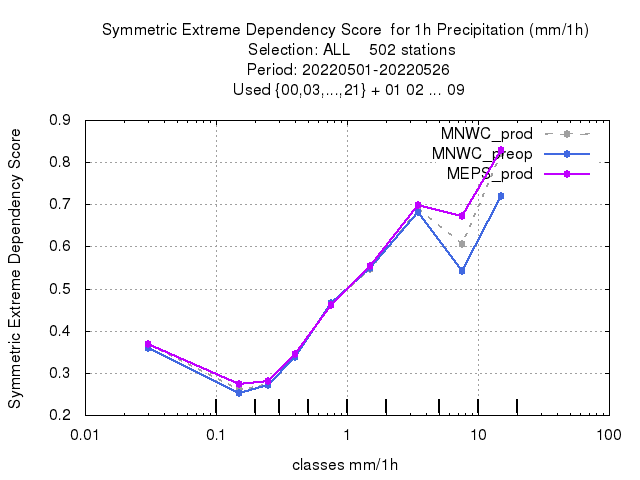 Symmetric Extreme Dependency Score  for 1h Precipitation (mm/1h)
Selection: ALL    502 stations
Period: 20220501-20220526
Used {00,03,...,21} + 01 02 ... 09
MNWC_prod
MNWC_preop
MEPS_prod
Symmetric Extreme Dependency Score
0.9
0.8
0.7
0.6
0.5
0.4
0.3
0.2
0.01 0.1 1 10 100
classes mm/1h